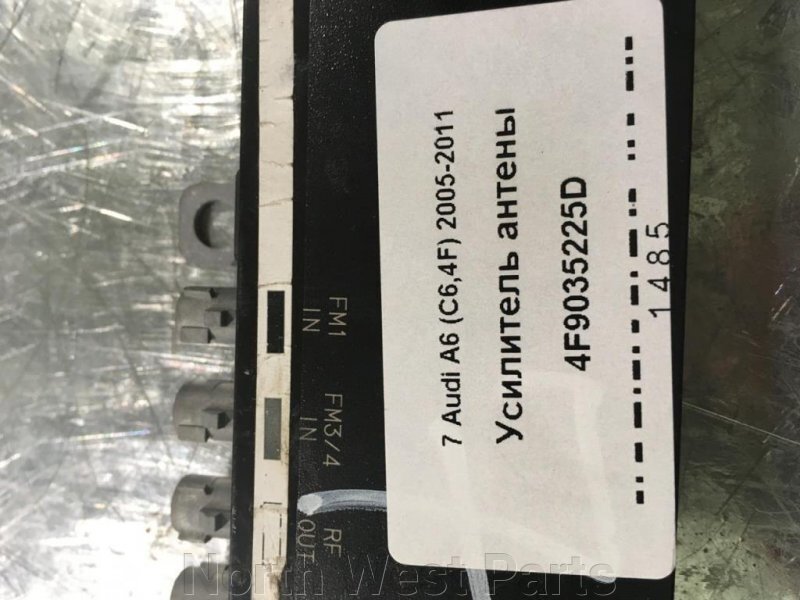 7 Audi A6 (C6,4F) 2005-2011
Усилитель антены
4F9035225D
1485
FM1
IN
FM3/4
IN
RF
OUT
North West Parts